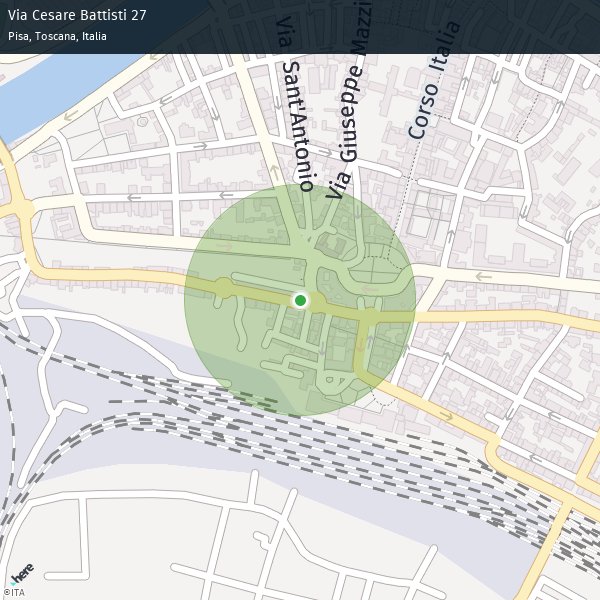 Via Cesare Battisti 27
Pisa, Toscana, Italia
Via Sant'Antonio
Via Giuseppe Mazzi
Corso Italia
here
©ITA